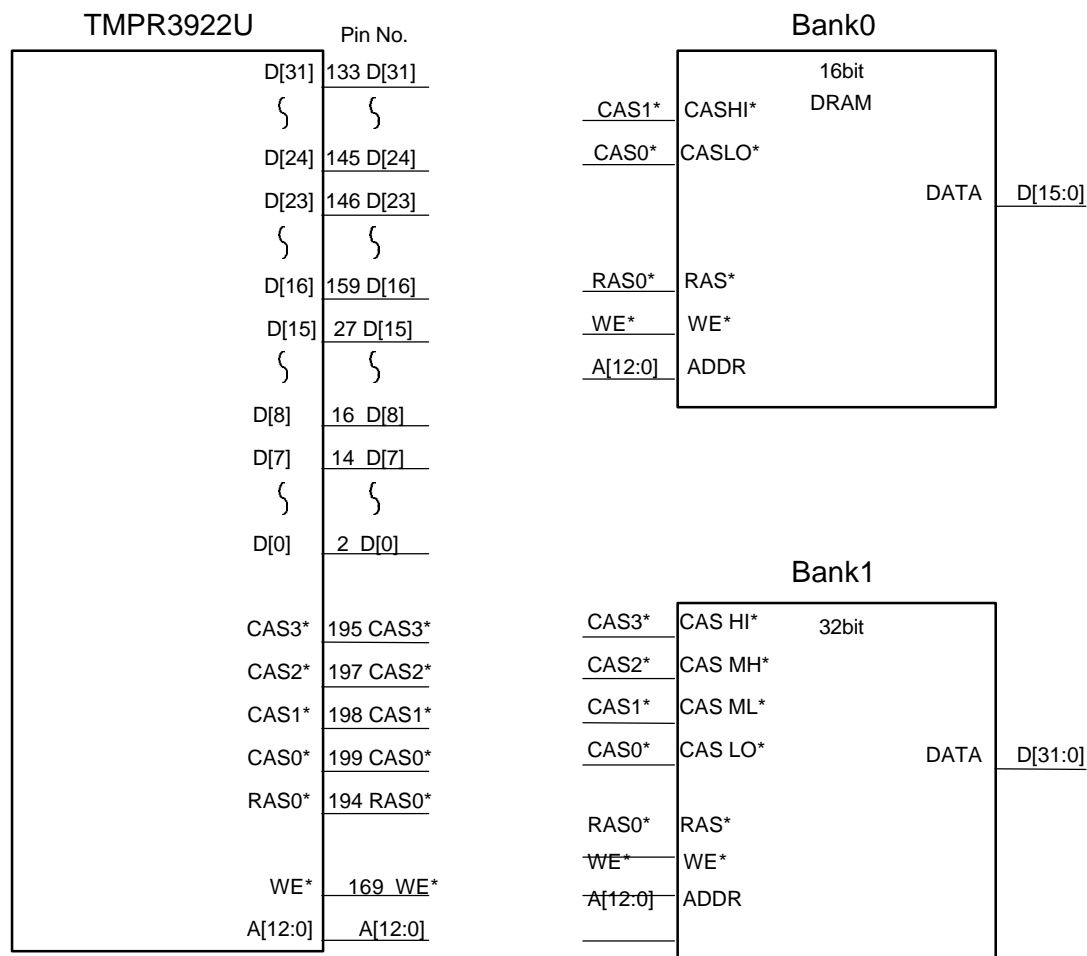 TMPR3922U
Pin No.
D[31] 133 D[31]
D[24] 145 D[24]
D[23] 146 D[23]
D[16] 159 D[16]
D[15] 27 D[15]
D[8] 16 D[8]
D[7] 14 D[7]
D[0] 2 D[0]
CAS3* 195 CAS3*
CAS2* 197 CAS2*
CAS1* 198 CAS1*
CAS0* 199 CAS0*
RAS0* 194 RAS0*
WE* 169 WE*
A[12:0] A[12:0]
Bank0
16bit
DRAM
CAS1* CASHI*
CAS0* CASLO*
DATA D[15:0]
RAS0* RAS*
WE* WE*
A[12:0] ADDR
Bank1
32bit
CAS3* CAS HI*
CAS2* CAS MH*
CAS1* CAS ML*
CAS0* CAS LO*
DATA D[31:0]
RAS0* RAS*
WE* WE*
A[12:0] ADDR